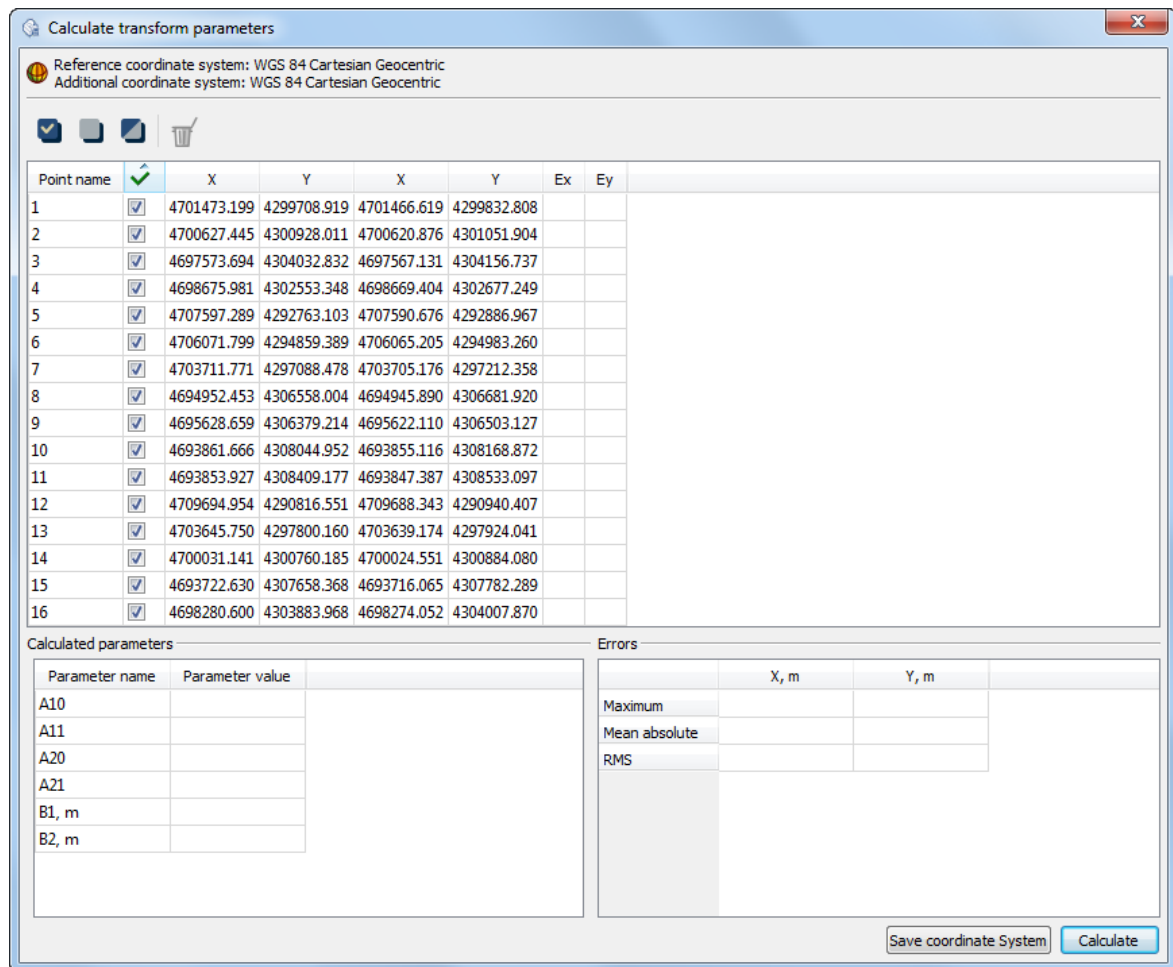 Calculate transform parameters
Reference coordinate system: WGS 84 Cartesian Geocentric
Additional coordinate system: WGS 84 Cartesian Geocentric
Point name X Y X Y Ex Ey
1 4701473.199 4299708.919 4701466.619 4299832.808
2 4700627.445 4300928.011 4700620.876 4301051.904
3 4697573.694 4304032.832 4697567.131 4304156.737
4 4698675.981 4302553.348 4698669.404 4302677.249
5 4707597.289 4292763.103 4707590.676 4292886.967
6 4706071.799 4294859.389 4706065.205 4294983.260
7 4703711.771 4297088.478 4703705.176 4297212.358
8 4694952.453 4306558.004 4694945.890 4306681.920
9 4695628.659 4306379.214 4695622.110 4306503.127
10 4693861.666 4308044.952 4693855.116 4308168.872
11 4693853.927 4308409.177 4693847.387 4308533.097
12 4709694.954 4290816.551 4709688.343 4290940.407
13 4703645.750 4297800.160 4703639.174 4297924.041
14 4700031.141 4300760.185 4700024.551 4300884.080
15 4693722.630 4307658.368 4693716.065 4307782.289
16 4698280.600 4303883.968 4698274.052 4304007.870
Calculated parameters
Parameter name Parameter value
A10
A11
A20
A21
B1, m
B2, m
Errors
X, m Y, m
Maximum
Mean absolute
RMS
Save coordinate System Calculate